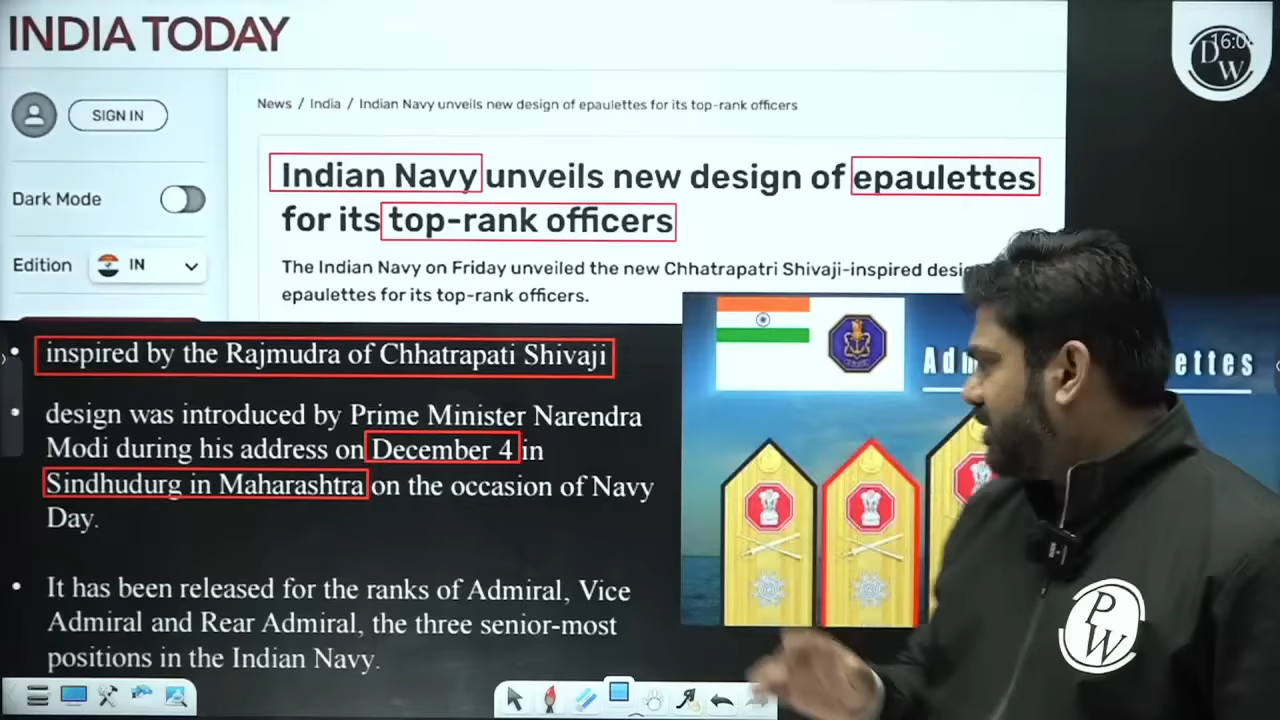 INDIA TODAY
SIGN IN
Dark Mode
Edition IN
News / India / Indian Navy unveils new design of epaulettes for its top-rank officers
Indian Navy unveils new design of epaulettes
for its top-rank officers
The Indian Navy on Friday unveiled the new Chhatrapatri Shivaji-inspired
epaulettes for its top-rank officers.
• inspired by the Rajmudra of Chhatrapati Shivaji
• design was introduced by Prime Minister Narendra
Modi during his address on December 4 in
Sindhudurg in Maharashtra on the occasion of Navy
Day.
• It has been released for the ranks of Admiral, Vice
Admiral and Rear Admiral, the three senior-most
positions in the Indian Navy.
16:0
D W
P W